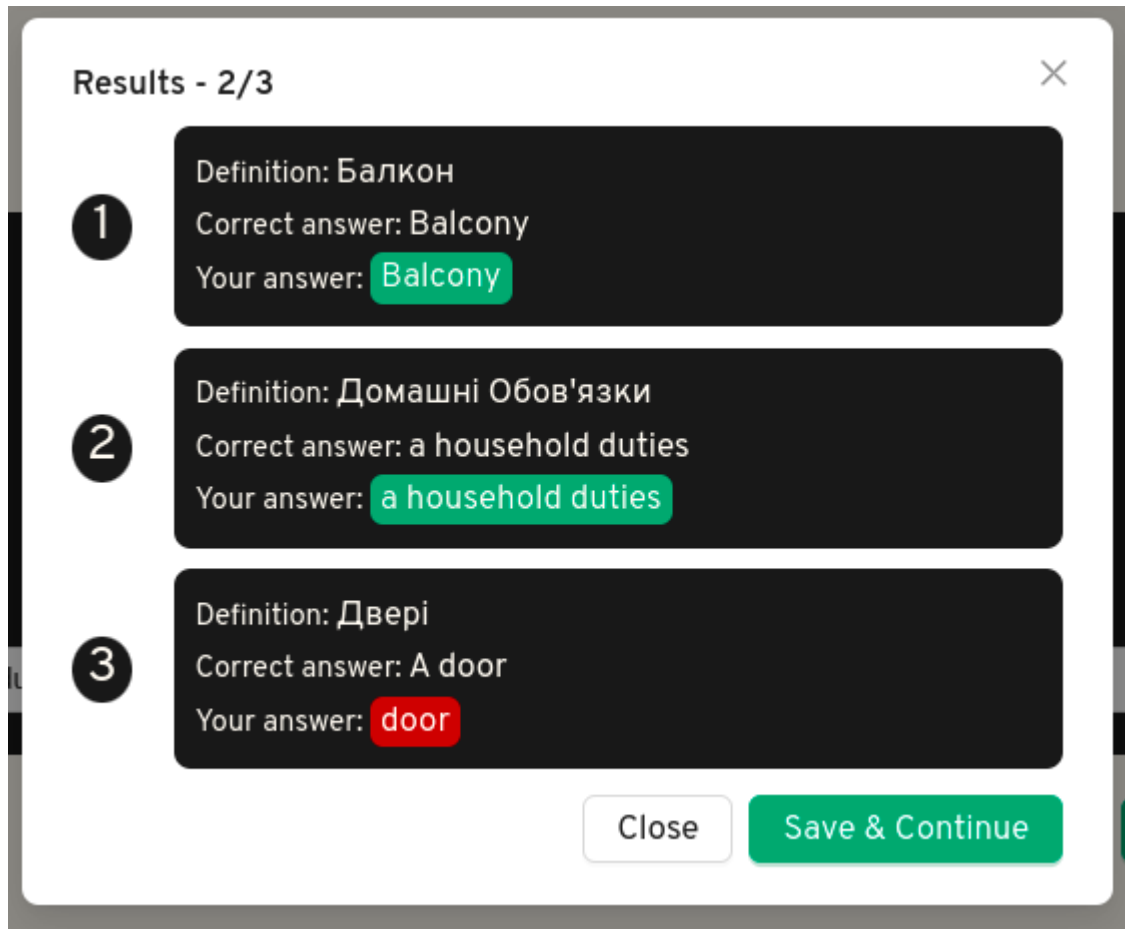 Results - 2/3
1
Definition: Балкон
Correct answer: Balcony
Your answer: Balcony
2
Definition: Домашні Обов'язки
Correct answer: a household duties
Your answer: a household duties
3
Definition: Двері
Correct answer: A door
Your answer: door
Close
Save & Continue